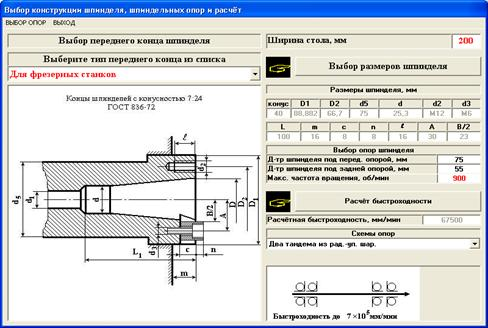 Выбор конструкции шпинделя, шпиндельных опор и расчёт
ВЫБОР ОПОР ВЫХОД
Выбор переднего конца шпинделя
Выберите тип переднего конца из списка
Для фрезерных станков
Концы шпинделей с конусностью 7:24
ГОСТ 836-72
ℓ
d2
d5
d1
d
B/2
A
D
D2
D1
d3
L1
c
n
m
Ширина стола, мм 200
Выбор размеров шпинделя
Размеры шпинделя, мм
конус D1 D2 d5 d d2 d3
40 88,882 66,7 75 25,3 M12 M6
L m c n ℓ A B/2
100 16 8 8 16 30 23
Выбор опор
Д-тр шпинделя под перед. опорой, мм 75
Д-тр шпинделя под задней опорой, мм 55
Макс. частота вращения, об/мин 900
Расчёт быстроходности
Расчётная быстроходность, мм/мин 67500
Схемы опор
Два тандема из рад.-уп. шар.
Быстроходность до 7 ×10⁵ мм/мин